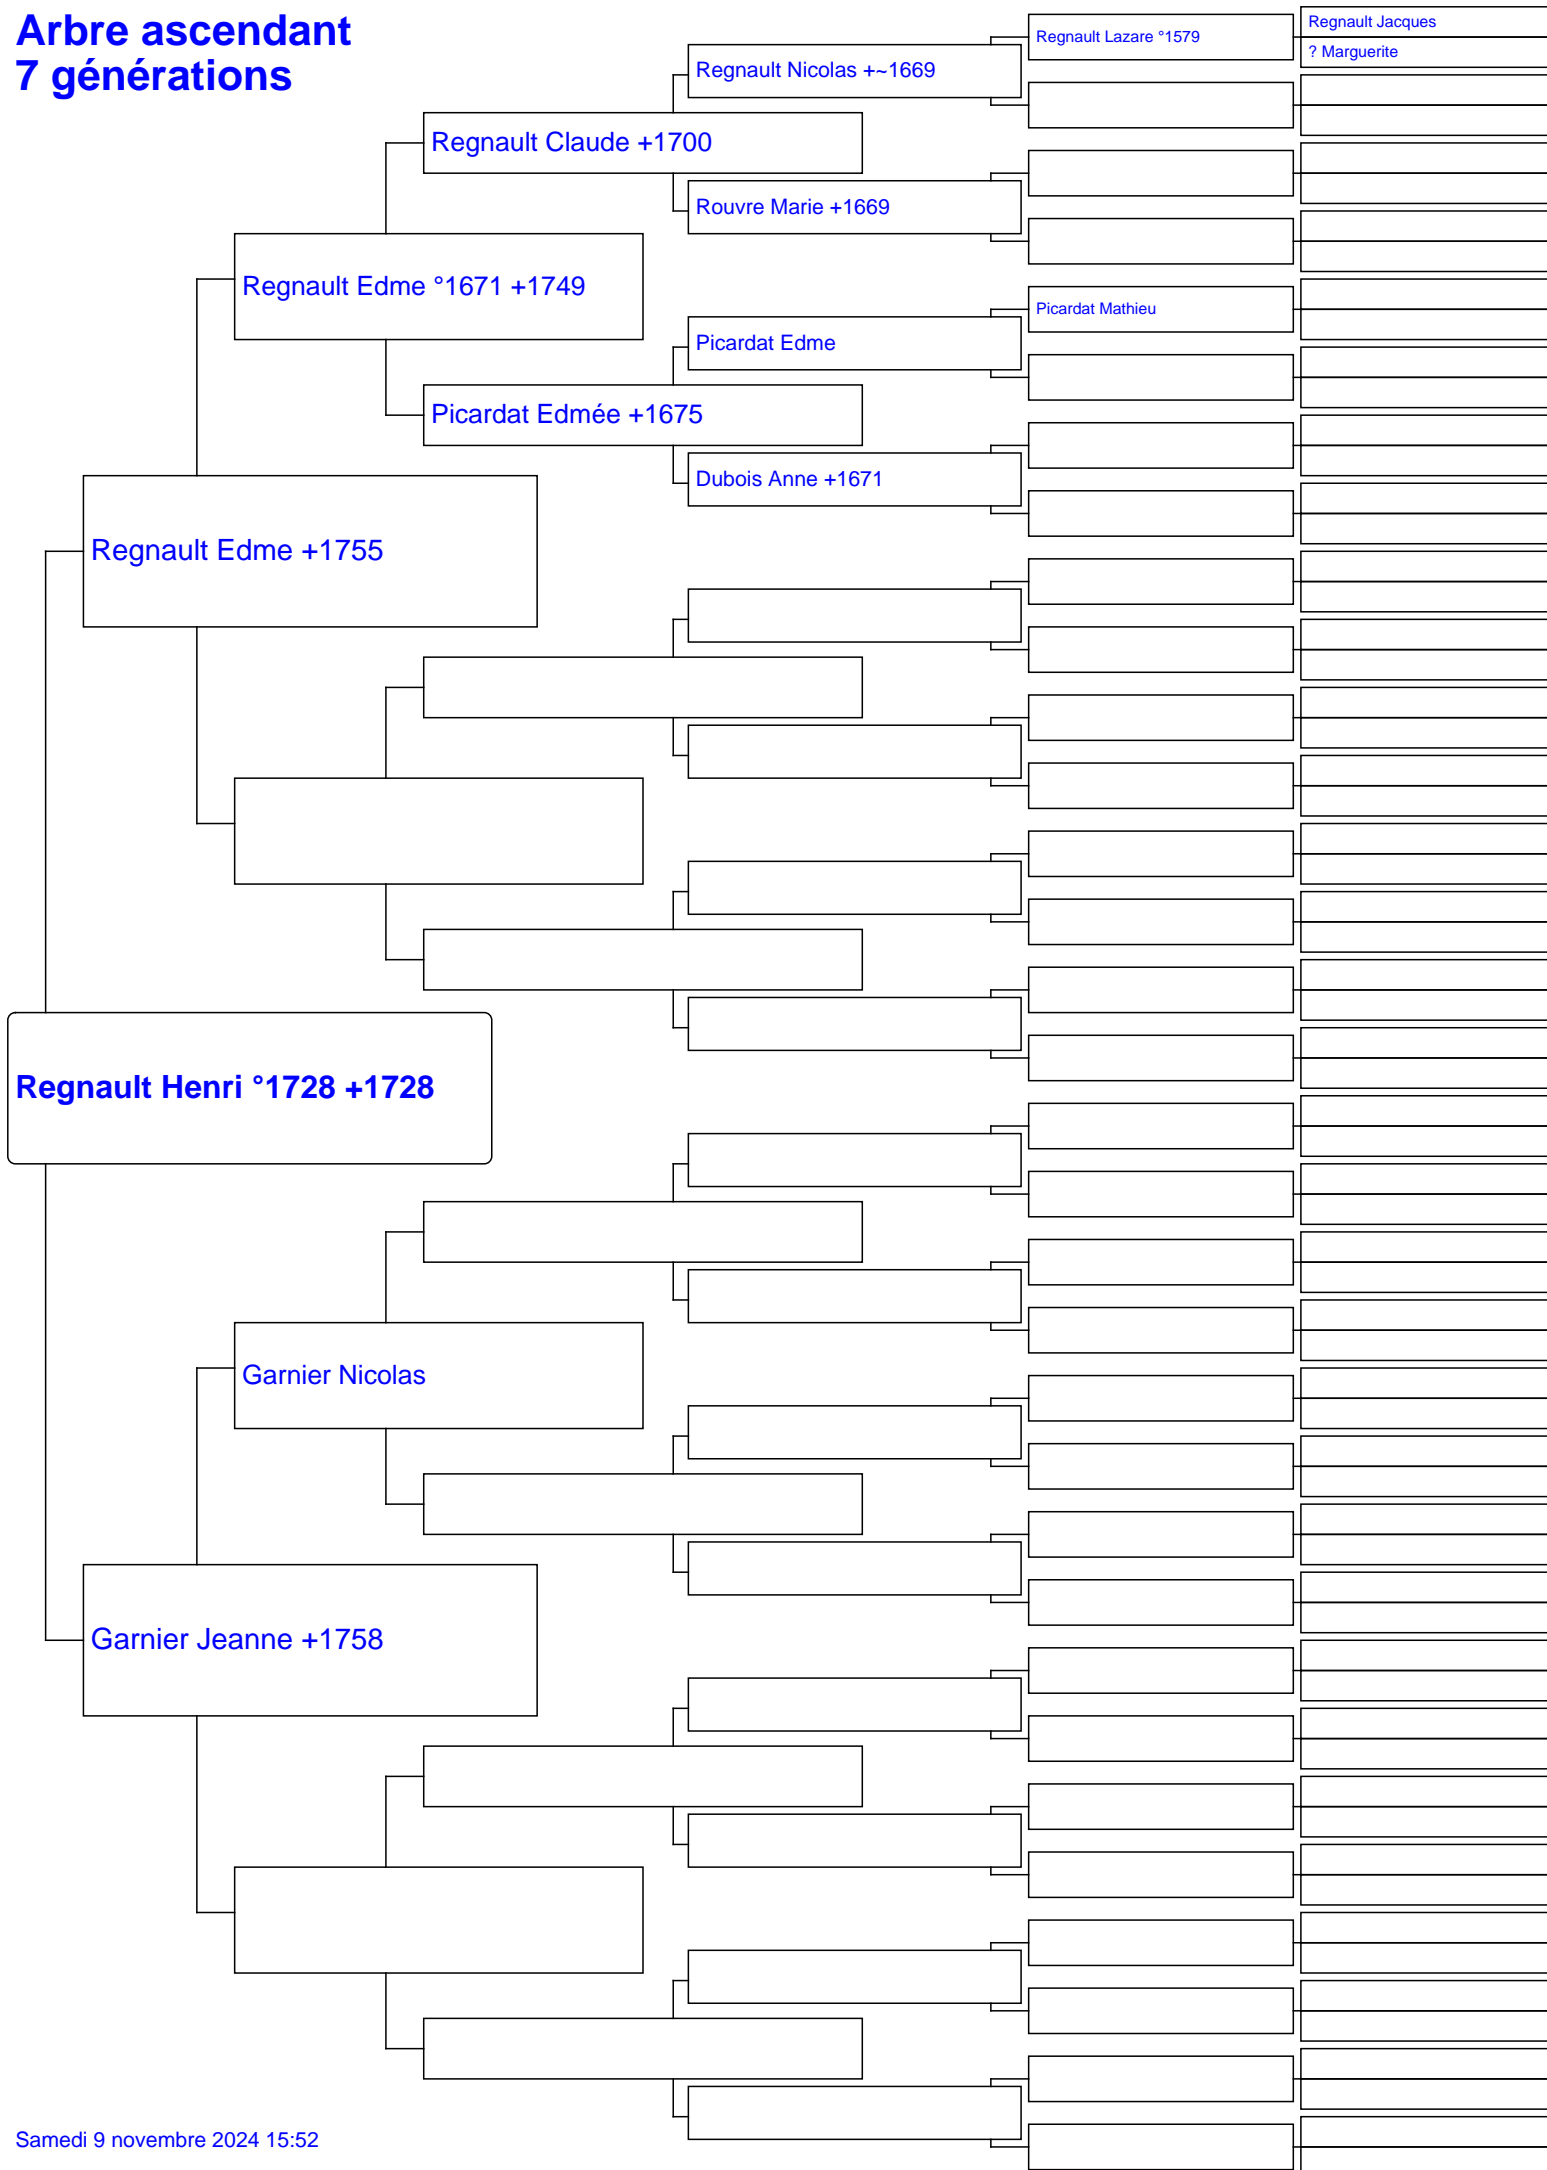 Arbre ascendant
7 générations
Regnault Jacques
? Marguerite
Regnault Lazare °1579
Regnault Nicolas +~1669
Regnault Claude +1700
Rouvre Marie +1669
Regnault Edme °1671 +1749
Picardat Mathieu
Picardat Edme
Picardat Edmée +1675
Dubois Anne +1671
Regnault Edme +1755
Regnault Henri °1728 +1728
Garnier Nicolas
Garnier Jeanne +1758
Samedi 9 novembre 2024 15:52